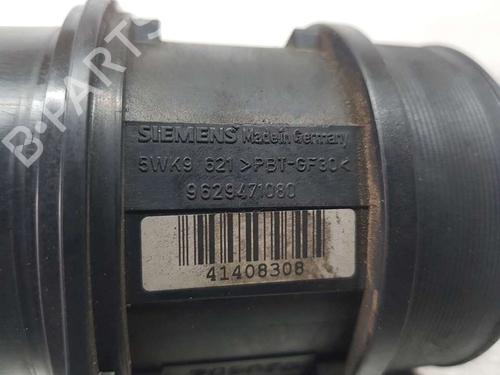 B-PARTS
SIEMENS Made in Germany
5WK9 621 >PBT-GF30<
9629471080
41408308